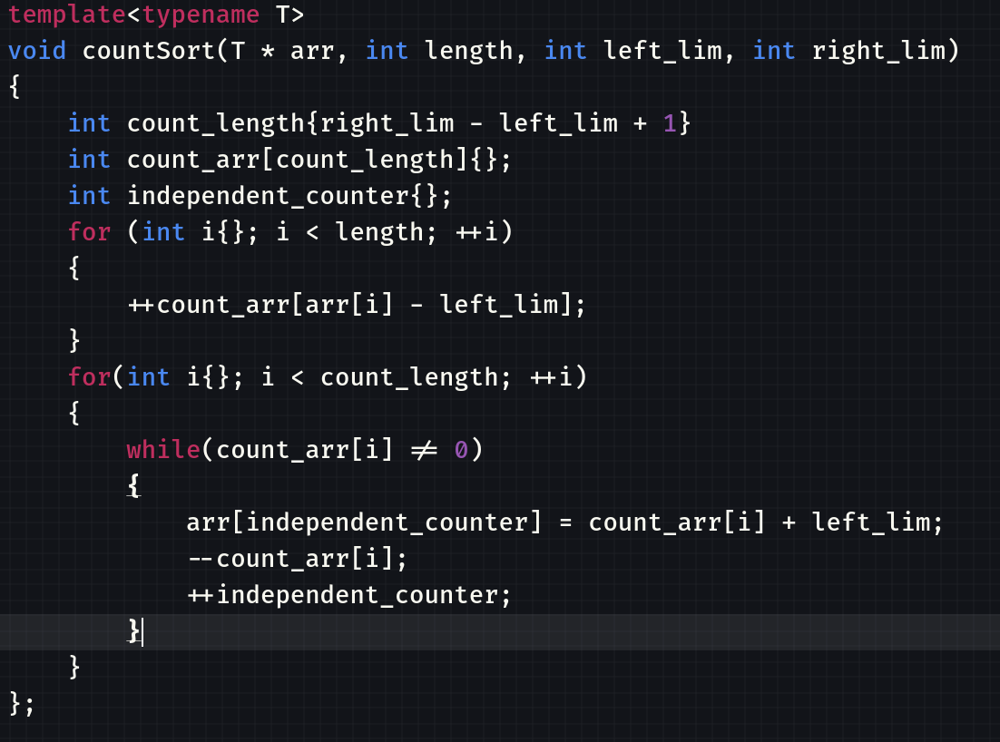 template<typename T>
void countSort(T * arr, int length, int left_lim, int right_lim)
{
    int count_length{right_lim - left_lim + 1}
    int count_arr[count_length]{};
    int independent_counter{};
    for (int i{}; i < length; ++i)
    {
        ++count_arr[arr[i] - left_lim];
    }
    for(int i{}; i < count_length; ++i)
    {
        while(count_arr[i] != 0)
        {
            arr[independent_counter] = count_arr[i] + left_lim;
            --count_arr[i];
            ++independent_counter;
        }
    }
};